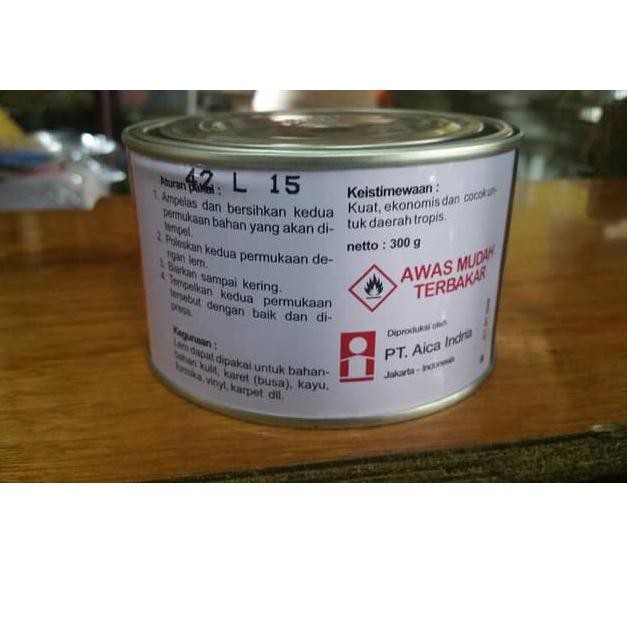 42 L 15
Aturan pakai :
1. Ampelas dan bersihkan kedua
permukaan bahan yang akan di-
tempel.
2. Poleskan kedua permukaan de-
ngan lem.
3. Biarkan sampai kering.
4. Tempelkan kedua permukaan
tersebut dengan baik dan di-
press.
Kegunaan :
Lem dapat dipakai untuk bahan-
bahan kulit, karet (busa), kayu,
formika, vinyl, karpet dll.
Keistimewaan :
Kuat, ekonomis dan cocok un-
tuk daerah tropis.
netto : 300 g
AWAS MUDAH
TERBAKAR
Diproduksi oleh
PT. Aica Indria
Jakarta - Indonesia